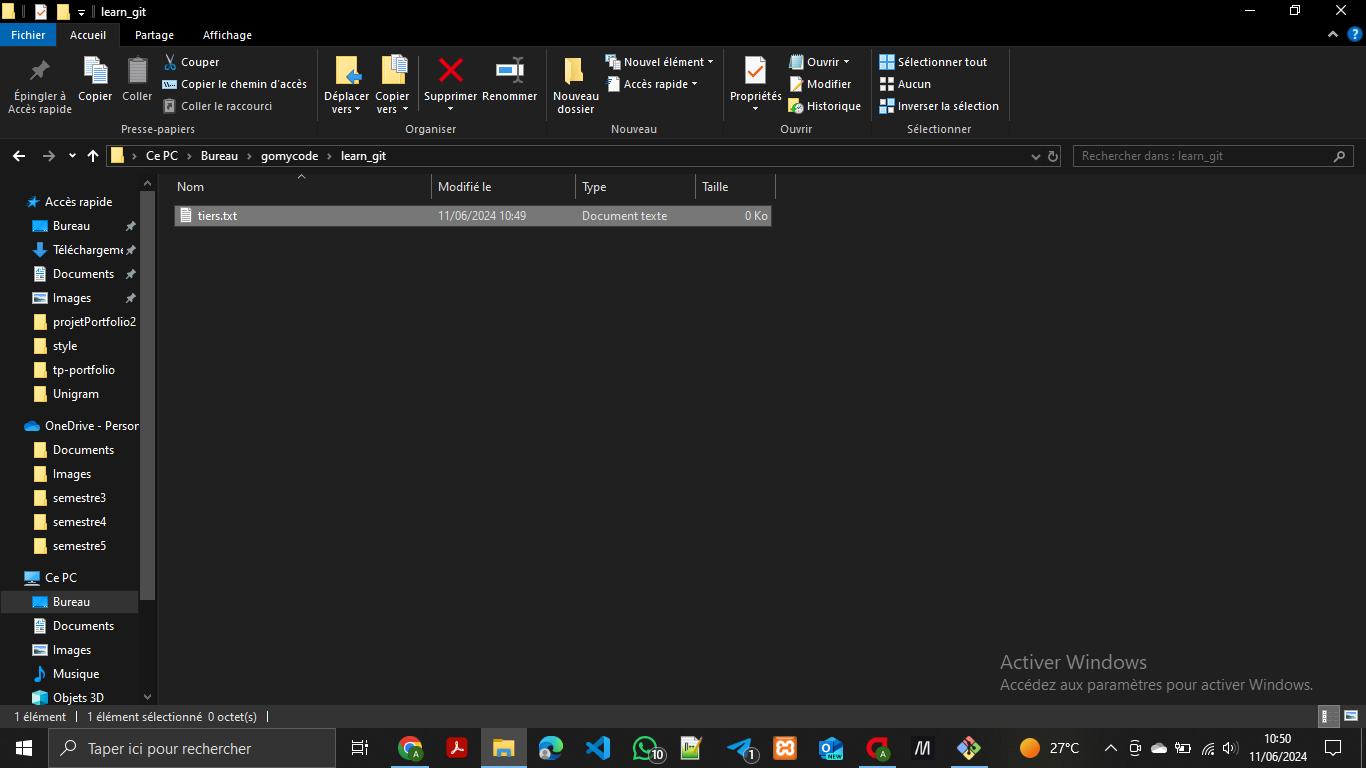 learn_git
Fichier Accueil Partage Affichage
Épingler à Accès rapide
Copier
Coller
Couper
Copier le chemin d'accès
Coller le raccourci
Presse-papiers
Déplacer vers
Copier vers
Supprimer
Renommer
Organiser
Nouveau dossier
Nouvel élément
Accès rapide
Nouveau
Propriétés
Ouvrir
Modifier
Historique
Ouvrir
Sélectionner tout
Aucun
Inverser la sélection
Sélectionner
Ce PC > Bureau > gomycode > learn_git
Rechercher dans : learn_git
Nom Modifié le Type Taille
tiers.txt 11/06/2024 10:49 Document texte 0 Ko
Accès rapide
Bureau
Téléchargeme
Documents
Images
projetPortfolio2
style
tp-portfolio
Unigram
OneDrive - Person
Documents
Images
semestre3
semestre4
semestre5
Ce PC
Bureau
Documents
Images
Musique
Objets 3D
Activer Windows
Accédez aux paramètres pour activer Windows.
1 élément 1 élément sélectionné 0 octet(s)
Taper ici pour rechercher
10
1
NEW
27°C
10:50
11/06/2024